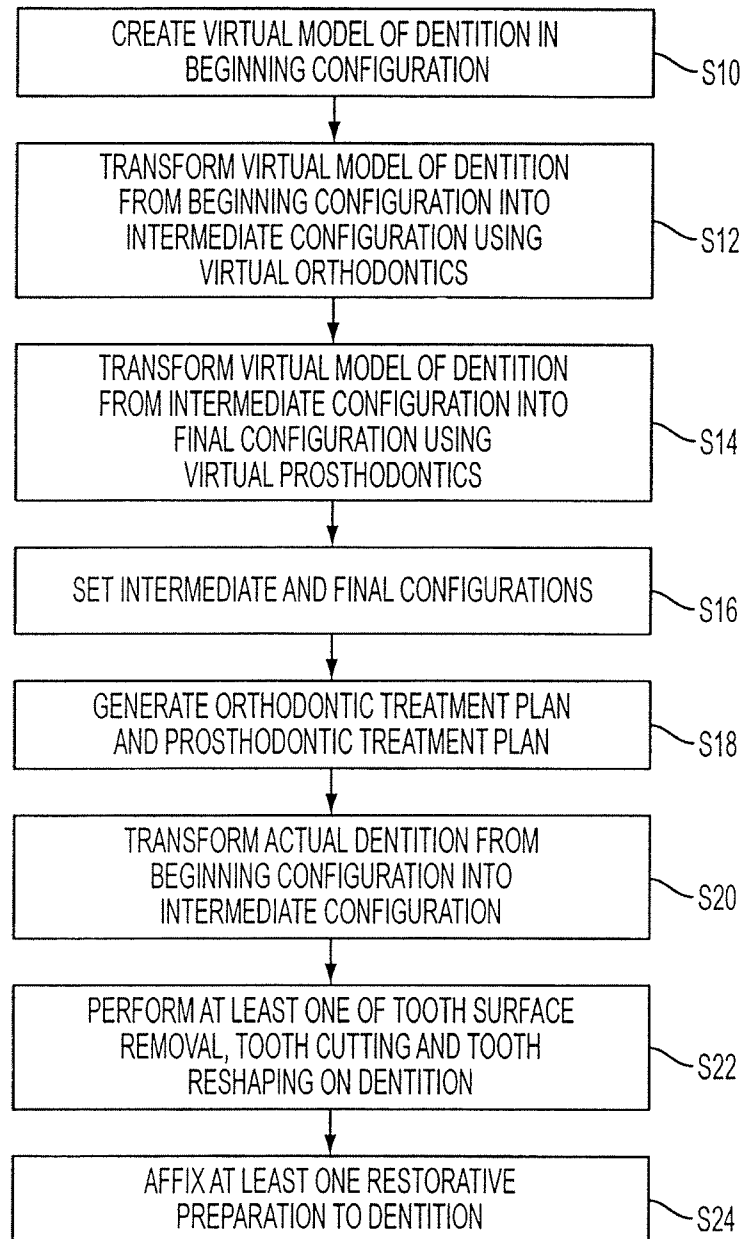 CREATE VIRTUAL MODEL OF DENTITION IN
BEGINNING CONFIGURATION
S10
TRANSFORM VIRTUAL MODEL OF DENTITION
FROM BEGINNING CONFIGURATION INTO
INTERMEDIATE CONFIGURATION USING
VIRTUAL ORTHODONTICS
S12
TRANSFORM VIRTUAL MODEL OF DENTITION
FROM INTERMEDIATE CONFIGURATION INTO
FINAL CONFIGURATION USING
VIRTUAL PROSTHODONTICS
S14
SET INTERMEDIATE AND FINAL CONFIGURATIONS
S16
GENERATE ORTHODONTIC TREATMENT PLAN
AND PROSTHODONTIC TREATMENT PLAN
S18
TRANSFORM ACTUAL DENTITION FROM
BEGINNING CONFIGURATION INTO
INTERMEDIATE CONFIGURATION
S20
PERFORM AT LEAST ONE OF TOOTH SURFACE
REMOVAL, TOOTH CUTTING AND TOOTH
RESHAPING ON DENTITION
S22
AFFIX AT LEAST ONE RESTORATIVE
PREPARATION TO DENTITION
S24